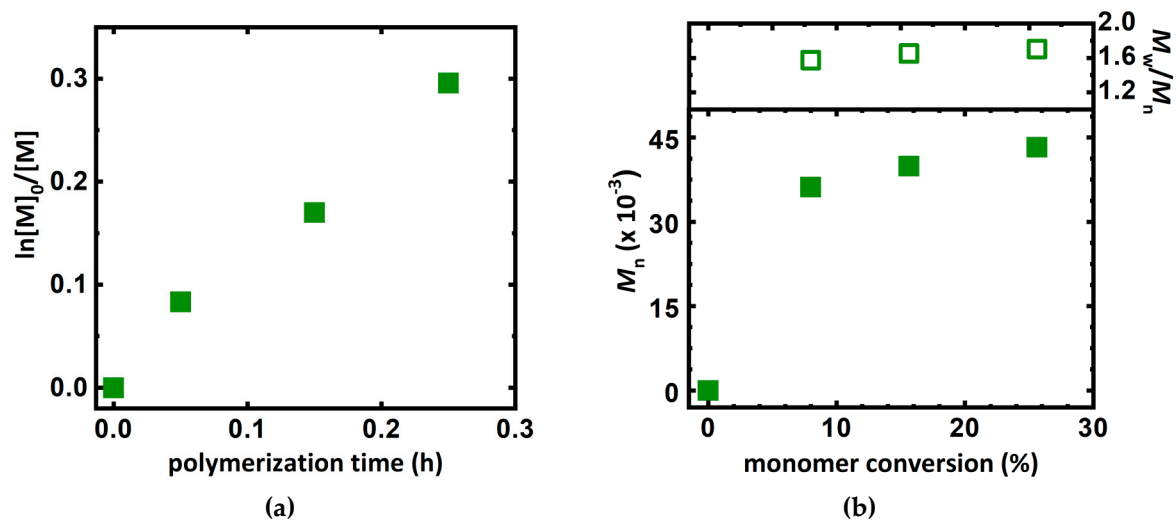 0.3
0.2
0.1
0.0
ln[M]0/[M]
0.0 0.1 0.2 0.3
polymerization time (h)
(a)
2.0
1.6
1.2
Mw/Mn
45
30
15
0
Mn (x 10-3)
0 10 20 30
monomer conversion (%)
(b)